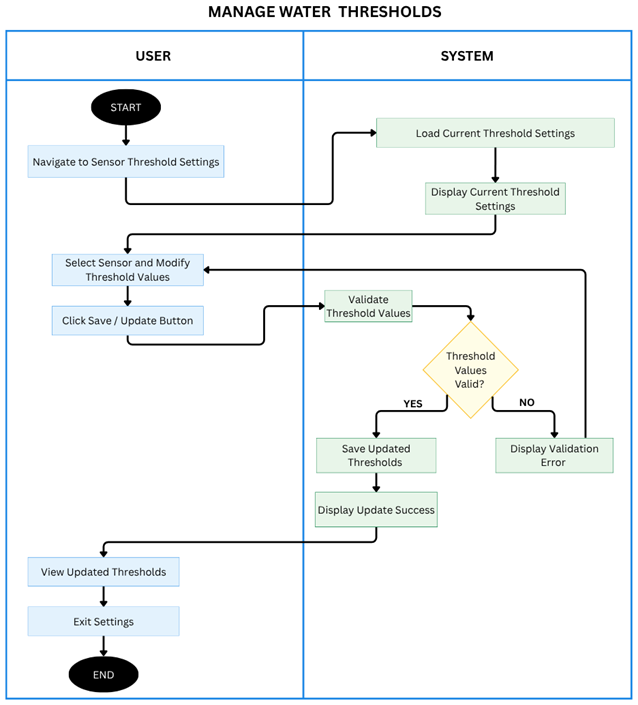 MANAGE WATER THRESHOLDS
USER
SYSTEM
START
Navigate to Sensor Threshold Settings
Load Current Threshold Settings
Display Current Threshold
Settings
Select Sensor and Modify
Threshold Values
Click Save / Update Button
Validate
Threshold Values
Threshold
Values
Valid?
YES
NO
Save Updated
Thresholds
Display Validation
Error
Display Update Success
View Updated Thresholds
Exit Settings
END